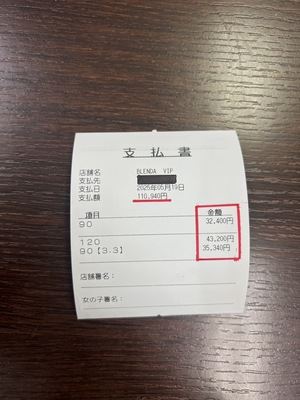 支払書
店舗名 BLENDA VIP
支払先
支払日 2025年05月19日
支払額 110,940円
項目 金額
90 32,400円
120 43,200円
90【3,3】 35,340円
店舗署名:
女の子署名: